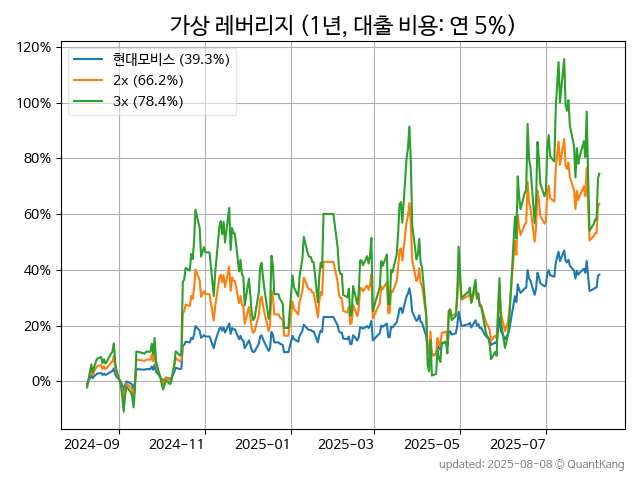 가상 레버리지 (1년, 대출 비용: 연 5%)
120%
100%
80%
60%
40%
20%
0%
현대모비스 (39.3%)
2x (66.2%)
3x (78.4%)
2024-09
2024-11
2025-01
2025-03
2025-05
2025-07
updated: 2025-08-08 © QuantKang